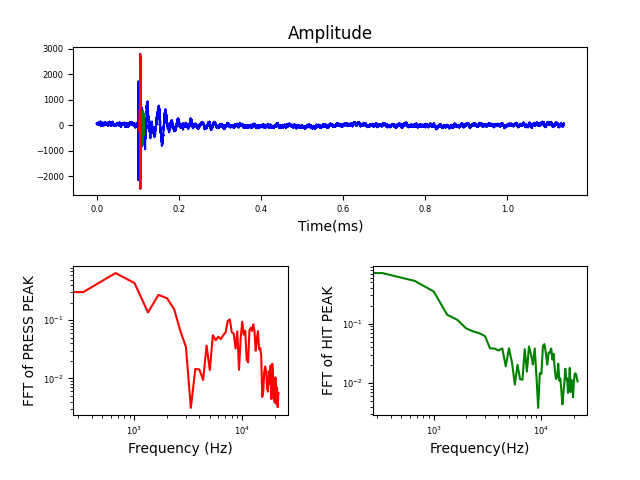 Amplitude
3000
2000
1000
0
−1000
−2000
0.0 0.2 0.4 0.6 0.8 1.0
Time(ms)
FFT of PRESS PEAK
10⁻¹
10⁻²
10³ 10⁴
Frequency (Hz)
FFT of HIT PEAK
10⁻¹
10⁻²
10³ 10⁴
Frequency(Hz)